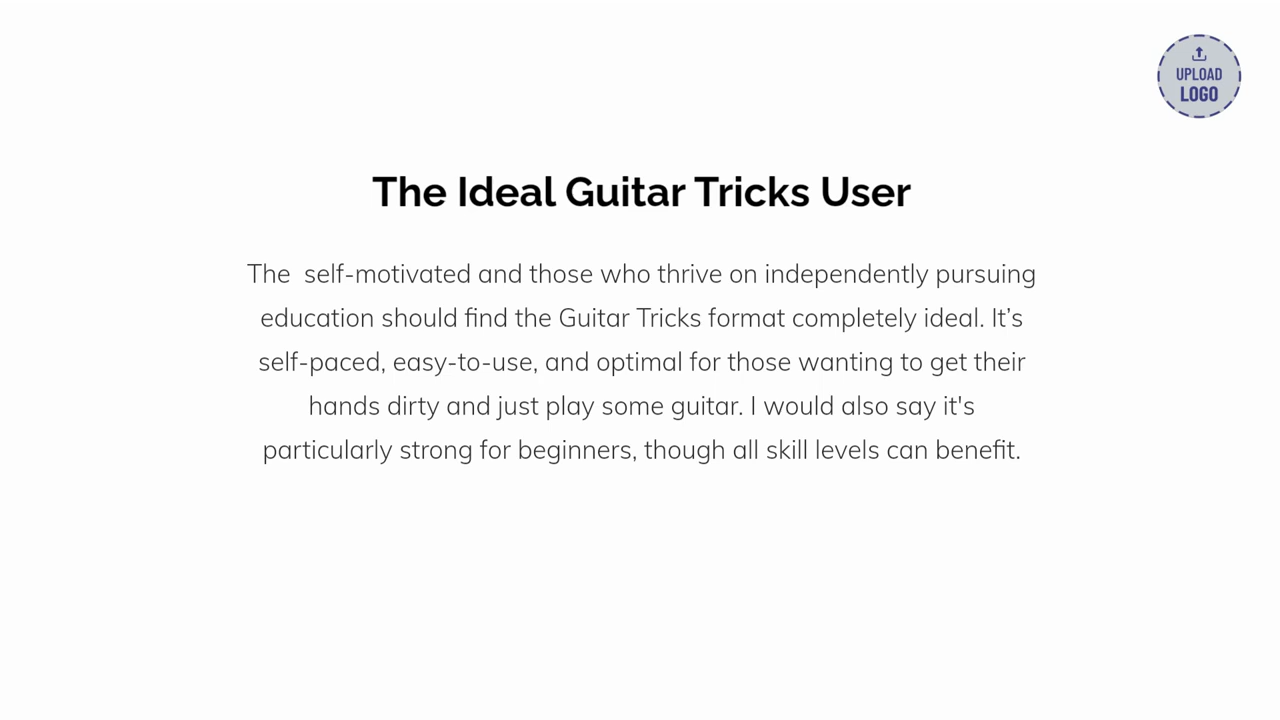 UPLOAD
LOGO
The Ideal Guitar Tricks User
The  self-motivated and those who thrive on independently pursuing
education should find the Guitar Tricks format completely ideal. It’s
self-paced, easy-to-use, and optimal for those wanting to get their
hands dirty and just play some guitar. I would also say it's
particularly strong for beginners, though all skill levels can benefit.